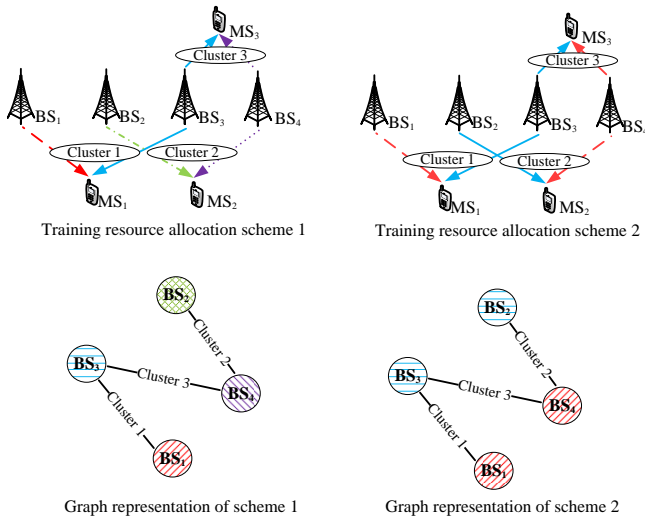 MS3
MS3
Cluster 3
Cluster 3
BS1
BS2
BS3
BS4
BS1
BS2
BS3
BS4
Cluster 1
Cluster 2
Cluster 1
Cluster 2
MS1
MS2
MS1
MS2
Training resource allocation scheme 1
Training resource allocation scheme 2
BS2
BS2
Cluster 2
Cluster 2
BS3
BS3
Cluster 3
Cluster 3
BS4
BS4
Cluster 1
Cluster 1
BS1
BS1
Graph representation of scheme 1
Graph representation of scheme 2